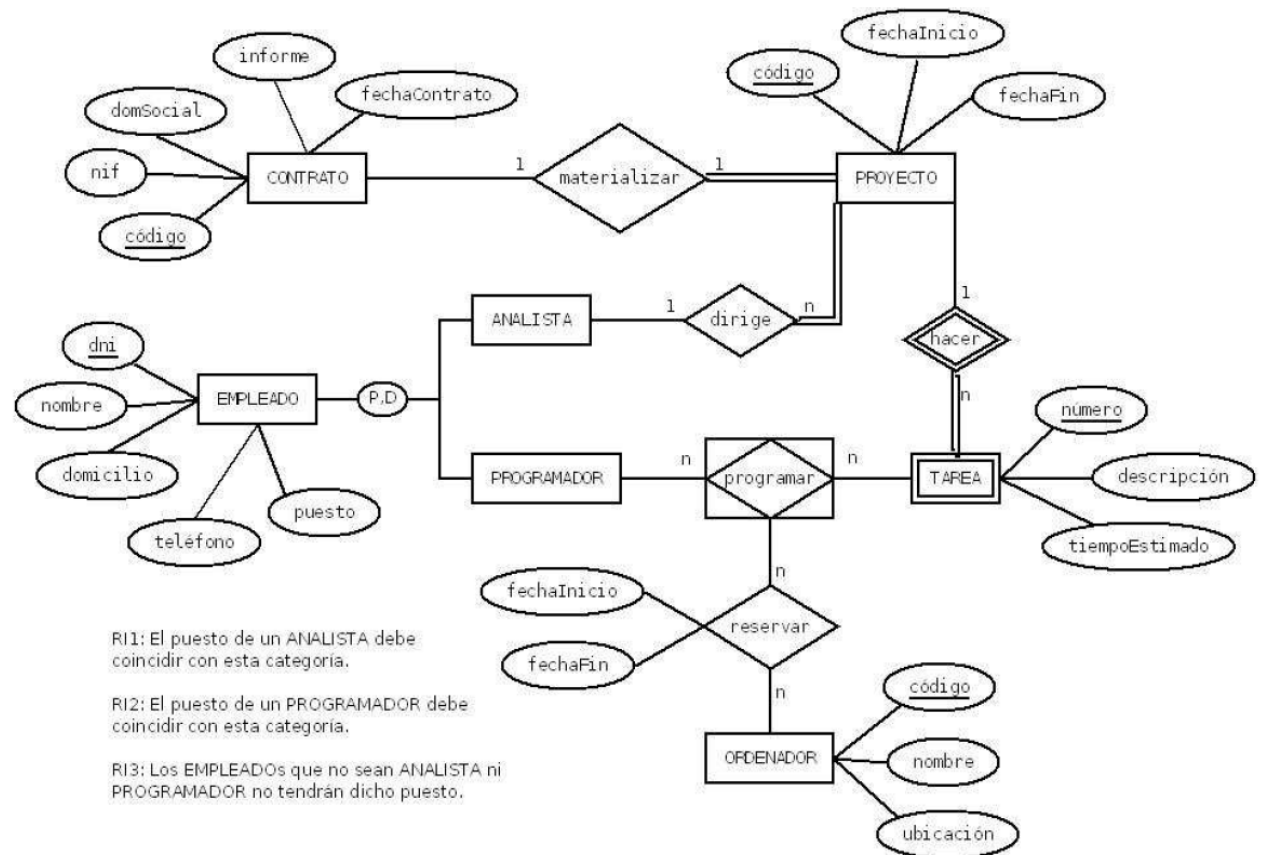 fechaInicio
informe
código
fechaContrato
fechaFin
domSocial
nif
CONTRATO
1
materializar
1
PROYECTO
código
ANALISTA
1
dirige
n
1
hacer
dni
EMPLEADO
P,D
nombre
n
número
domicilio
PROGRAMADOR
n
programar
n
TAREA
descripción
puesto
teléfono
tiempoEstimado
n
fechaInicio
reservar
fechaFin
n
código
ORDENADOR
nombre
ubicación
RI1: El puesto de un ANALISTA debe
coincidir con esta categoría.
RI2: El puesto de un PROGRAMADOR debe
coincidir con esta categoría.
RI3: Los EMPLEADOs que no sean ANALISTA ni
PROGRAMADOR no tendrán dicho puesto.